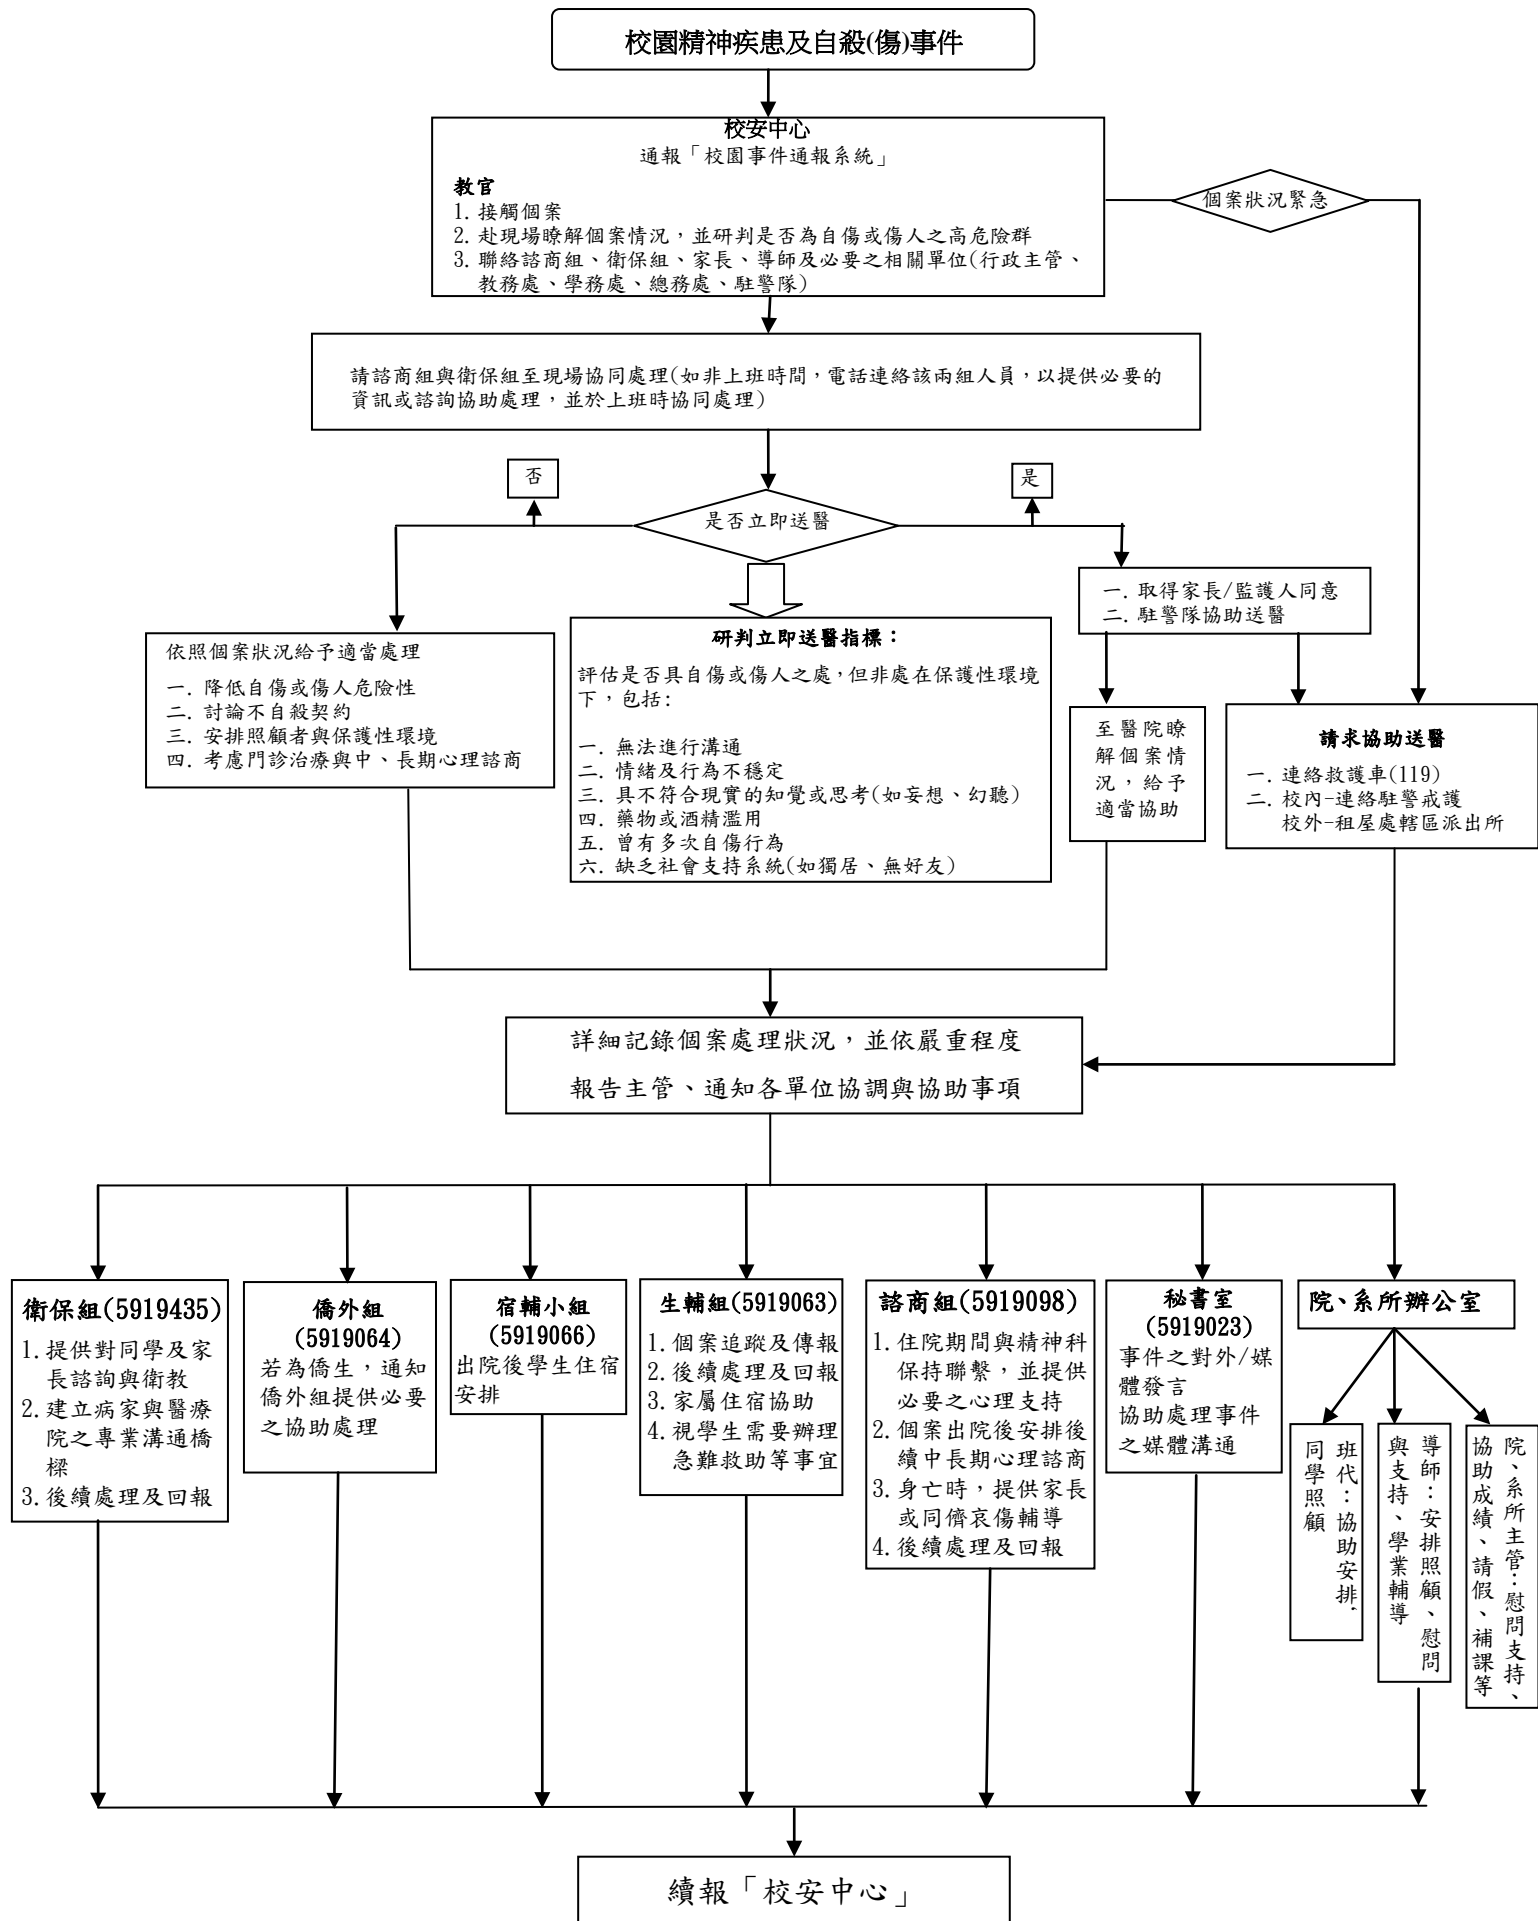 校園精神疾患及自殺(傷)事件
校安中心
通報「校園事件通報系統」
教官
1. 接觸個案
2. 赴現場瞭解個案情況，並研判是否為自傷或傷人之高危險群
3. 聯絡諮商組、衛保組、家長、導師及必要之相關單位(行政主管、
教務處、學務處、總務處、駐警隊)
個案狀況緊急
請諮商組與衛保組至現場協同處理(如非上班時間，電話連絡該兩組人員，以提供必要的
資訊或諮詢協助處理，並於上班時協同處理)
否
是
是否立即送醫
一. 取得家長/監護人同意
二. 駐警隊協助送醫
依照個案狀況給予適當處理
一. 降低自傷或傷人危險性
二. 討論不自殺契約
三. 安排照顧者與保護性環境
四. 考慮門診治療與中、長期心理諮商
研判立即送醫指標：
評估是否具自傷或傷人之處，但非處在保護性環境
下，包括:
一. 無法進行溝通
二. 情緒及行為不穩定
三. 具不符合現實的知覺或思考(如妄想、幻聽)
四. 藥物或酒精濫用
五. 曾有多次自傷行為
六. 缺乏社會支持系統(如獨居、無好友)
至醫院瞭
解個案情
況，給予
適當協助
請求協助送醫
一. 連絡救護車(119)
二. 校內-連絡駐警戒護
校外-租屋處轄區派出所
詳細記錄個案處理狀況，並依嚴重程度
報告主管、通知各單位協調與協助事項
衛保組(5919435)
1. 提供對同學及家
長諮詢與衛教
2. 建立病家與醫療
院之專業溝通橋
樑
3. 後續處理及回報
僑外組
(5919064)
若為僑生，通知
僑外組提供必要
之協助處理
宿輔小組
(5919066)
出院後學生住宿
安排
生輔組(5919063)
1. 個案追蹤及傳報
2. 後續處理及回報
3. 家屬住宿協助
4. 視學生需要辦理
急難救助等事宜
諮商組(5919098)
1. 住院期間與精神科
保持聯繫，並提供
必要之心理支持
2. 個案出院後安排後
續中長期心理諮商
3. 身亡時，提供家長
或同儕哀傷輔導
4. 後續處理及回報
秘書室
(5919023)
事件之對外/媒
體發言
協助處理事件
之媒體溝通
院、系所辦公室
班代：協助安排
同學照顧
導師：安排照顧、慰問
與支持、學業輔導
院、系所主管：慰問支持、
協助成績、請假、補課等
續報「校安中心」